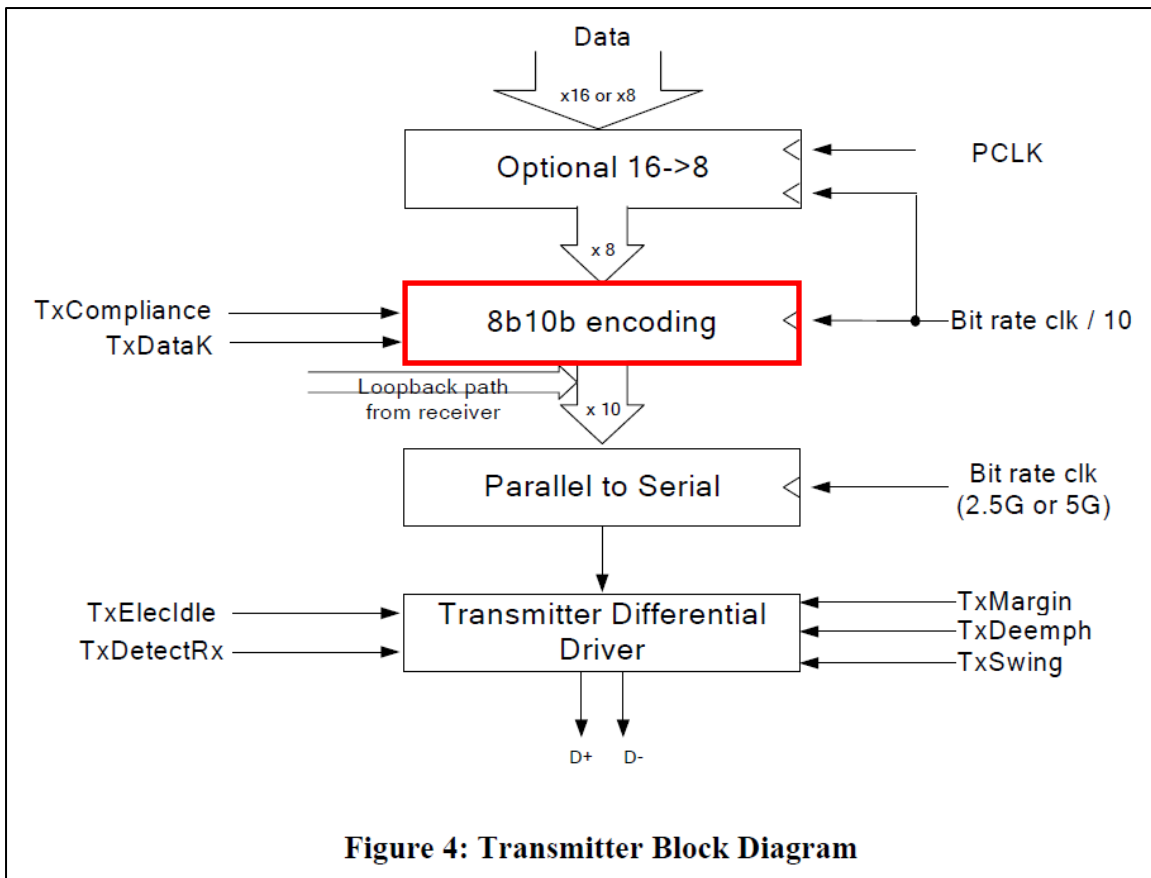 Data
x16 or x8
Optional 16->8
PCLK
x 8
TxCompliance
TxDataK
8b10b encoding
Bit rate clk / 10
Loopback path
from receiver
x 10
Parallel to Serial
Bit rate clk
(2.5G or 5G)
TxElecIdle
TxDetectRx
Transmitter Differential
Driver
TxMargin
TxDeemph
TxSwing
D+ D-
Figure 4: Transmitter Block Diagram